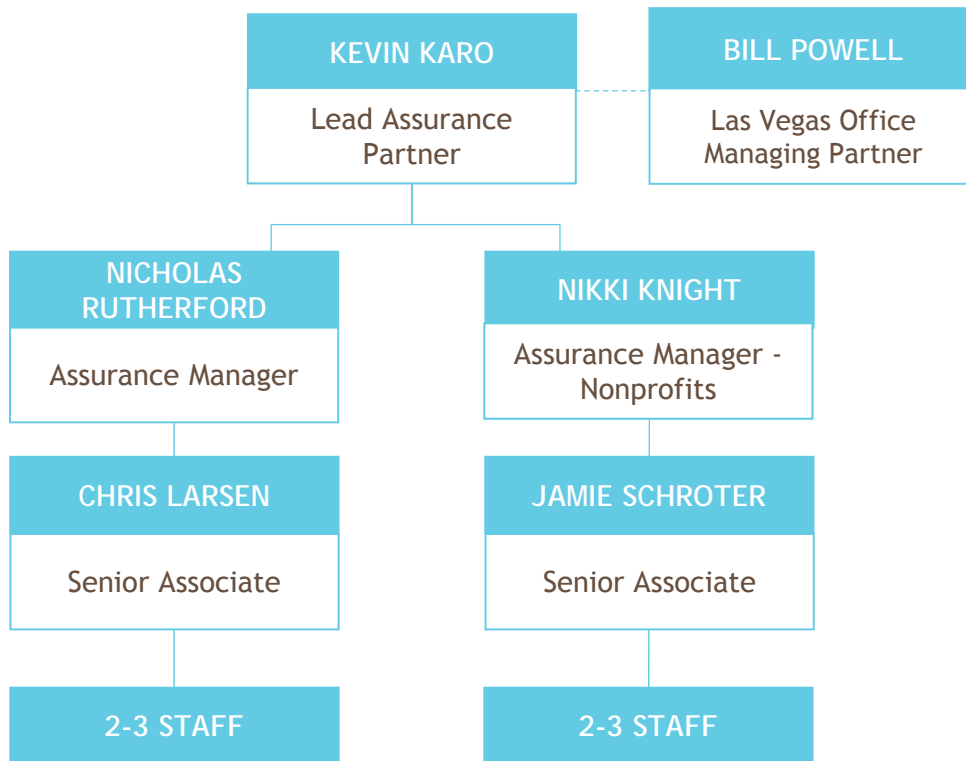 KEVIN KARO
Lead Assurance
Partner
BILL POWELL
Las Vegas Office
Managing Partner
NICHOLAS
RUTHERFORD
Assurance Manager
NIKKI KNIGHT
Assurance Manager -
Nonprofits
CHRIS LARSEN
Senior Associate
JAMIE SCHROTER
Senior Associate
2-3 STAFF
2-3 STAFF